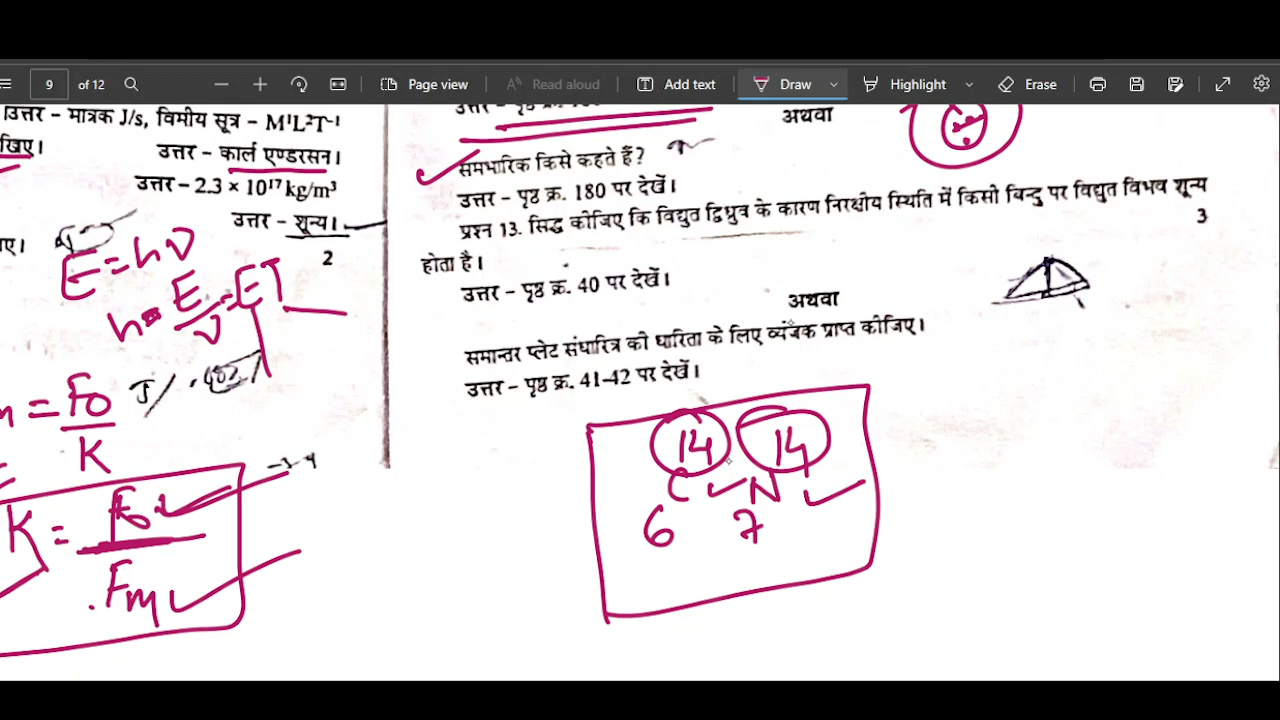 9 of 12 Page view Read aloud Add text Draw Highlight Erase
उत्तर – मात्रक J/s, विमीय सूत्र – M¹L²T⁻¹
खिए।
उत्तर – कार्ल एण्डरसन।
उत्तर – 2.3 × 10¹⁷ kg/m³
उत्तर – शून्य।
2
E = hν
h = E/ν = ET
J/
= F0/K
K = F0/Fm
उत्तर – पृष्ठ क्र.
अथवा
समभारिक किसे कहते हैं?
उत्तर – पृष्ठ क्र. 180 पर देखें।
प्रश्न 13. सिद्ध कीजिए कि विद्युत द्विध्रुव के कारण निरक्षीय स्थिति में किसी बिन्दु पर विद्युत विभव शून्य
होता है।
3
उत्तर – पृष्ठ क्र. 40 पर देखें।
अथवा
समान्तर प्लेट संधारित्र की धारिता के लिए व्यंजक प्राप्त कीजिए।
उत्तर – पृष्ठ क्र. 41-42 पर देखें।
14 14
C N
6 7